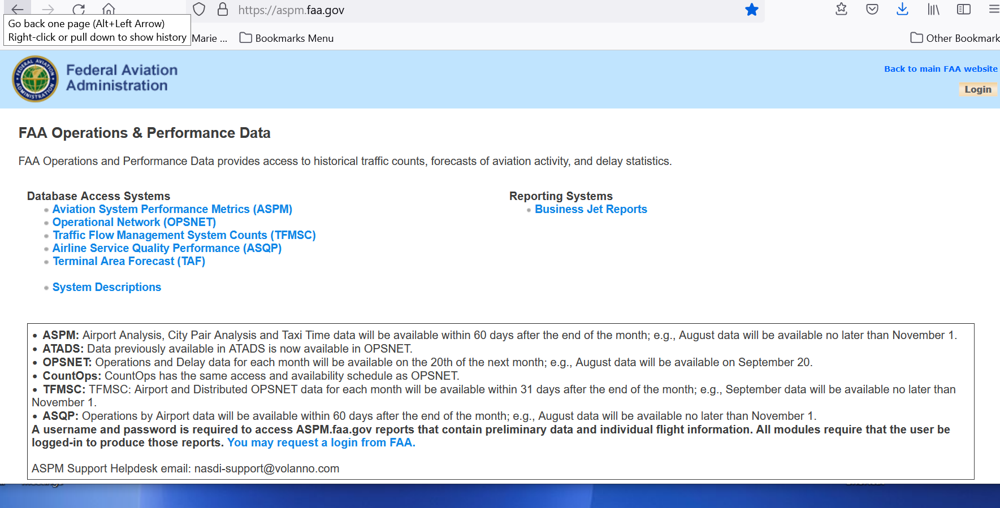 https://aspm.faa.gov
Go back one page (Alt+Left Arrow)
Right-click or pull down to show history
Marie ...
Bookmarks Menu
Other Bookmark
FEDERAL AVIATION ADMINISTRATION
Federal Aviation
Administration
Back to main FAA website
Login
FAA Operations & Performance Data
FAA Operations and Performance Data provides access to historical traffic counts, forecasts of aviation activity, and delay statistics.
Database Access Systems
Aviation System Performance Metrics (ASPM)
Operational Network (OPSNET)
Traffic Flow Management System Counts (TFMSC)
Airline Service Quality Performance (ASQP)
Terminal Area Forecast (TAF)
System Descriptions
Reporting Systems
Business Jet Reports
• ASPM: Airport Analysis, City Pair Analysis and Taxi Time data will be available within 60 days after the end of the month; e.g., August data will be available no later than November 1.
• ATADS: Data previously available in ATADS is now available in OPSNET.
• OPSNET: Operations and Delay data for each month will be available on the 20th of the next month; e.g., August data will be available on September 20.
• CountOps: CountOps has the same access and availability schedule as OPSNET.
• TFMSC: TFMSC: Airport and Distributed OPSNET data for each month will be available within 31 days after the end of the month; e.g., September data will be available no later than
November 1.
• ASQP: Operations by Airport data will be available within 60 days after the end of the month; e.g., August data will be available no later than November 1.
A username and password is required to access ASPM.faa.gov reports that contain preliminary data and individual flight information. All modules require that the user be
logged-in to produce those reports. You may request a login from FAA.
ASPM Support Helpdesk email: nasdi-support@volanno.com